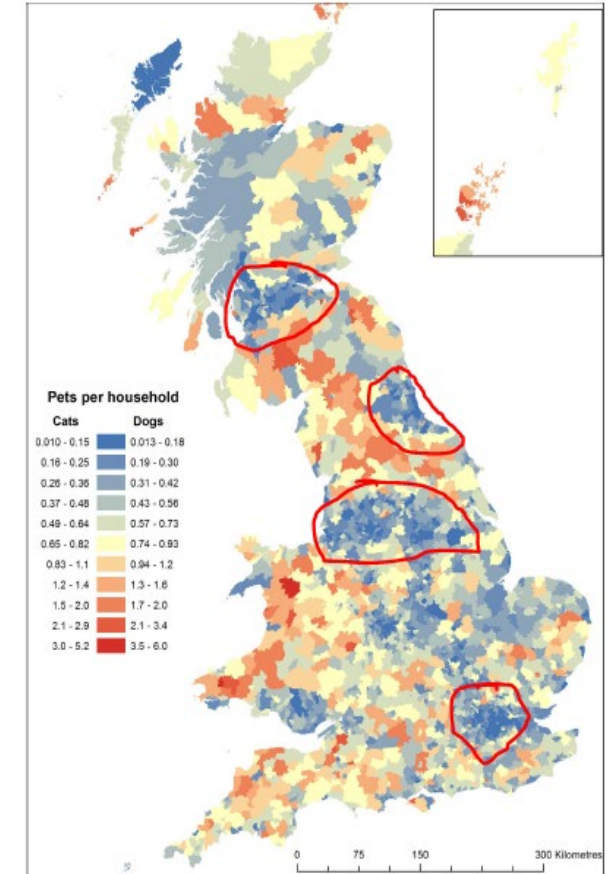 Pets per household
Cats Dogs
0.010 - 0.15 0.013 - 0.18
0.16 - 0.25 0.19 - 0.30
0.26 - 0.36 0.31 - 0.42
0.37 - 0.48 0.43 - 0.56
0.49 - 0.64 0.57 - 0.73
0.65 - 0.82 0.74 - 0.93
0.83 - 1.1 0.94 - 1.2
1.2 - 1.4 1.3 - 1.6
1.5 - 2.0 1.7 - 2.0
2.1 - 2.9 2.1 - 3.4
3.0 - 5.2 3.5 - 6.0
0 75 150 300 Kilometres